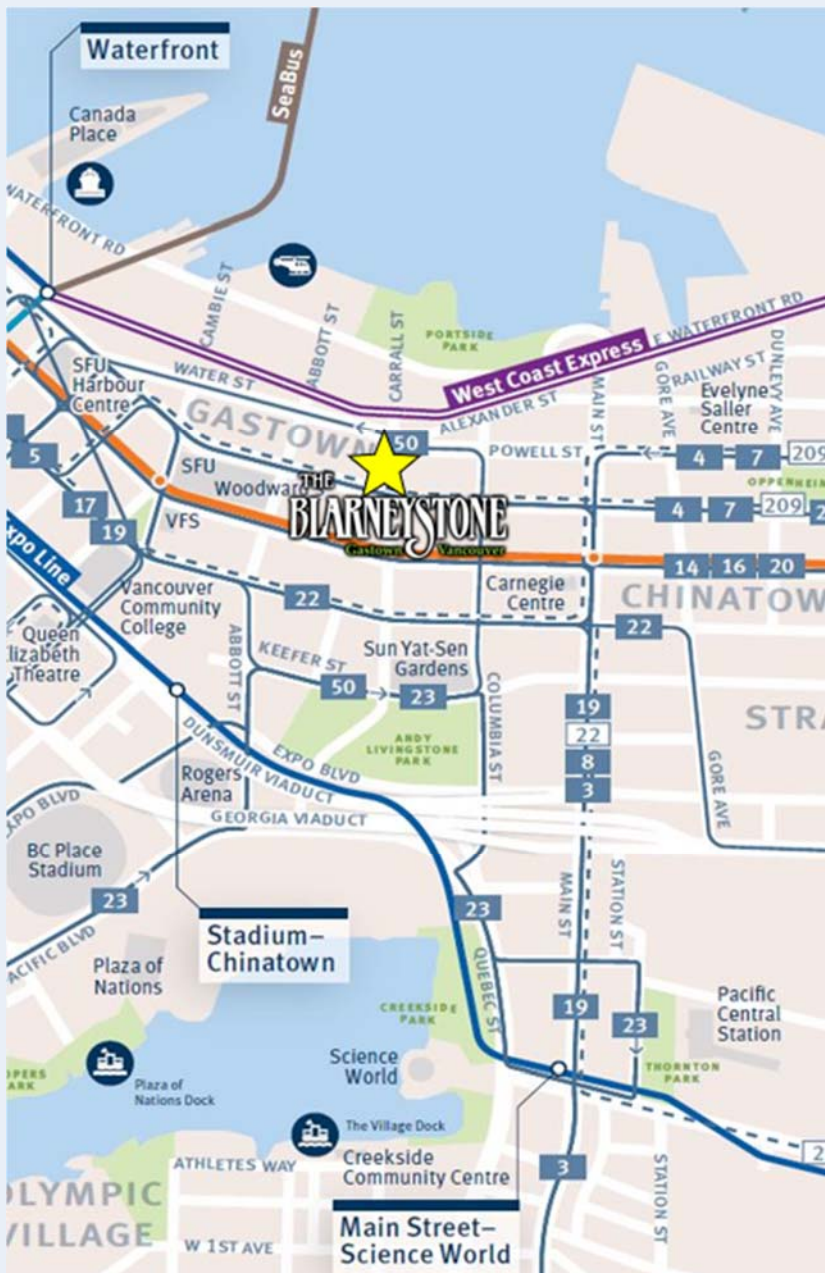 Waterfront
SeaBus
Canada
Place
WATERFRONT RD
CAMBIE ST
ABBOTT ST
CARRALL ST
PORTSIDE
PARK
West Coast Express
E WATERFRONT RD
RAILWAY ST
DUNLEVY AVE
GORE AVE
MAIN ST
Evelyne
Saller
Centre
SFU
Harbour
Centre
WATER ST
ALEXANDER ST
GASTOWN
50
POWELL ST
4
7
209
5
SFU
Woodward's
OPPENHEIM
17
VFS
THE
BLARNEY STONE
Gastown Vancouver
4
7
209
2
19
Expo Line
14
16
20
Vancouver
Community
College
22
Carnegie
Centre
CHINATOW
22
Queen
lizabeth
Theatre
ABBOTT ST
KEEFER ST
Sun Yat-Sen
Gardens
50
23
COLUMBIA ST
19
22
8
3
STRA
ANDY
LIVINGSTONE
PARK
EXPO BLVD
DUNSMUIR VIADUCT
GEORGIA VIADUCT
Rogers
Arena
GORE AVE
EXPO BLVD
BC Place
Stadium
23
PACIFIC BLVD
Stadium–
Chinatown
23
MAIN ST
STATION ST
Plaza of
Nations
QUEBEC ST
CREEKSIDE
PARK
19
23
Pacific
Central
Station
Science
World
THORNTON
PARK
OPERS
ARK
Plaza of
Nations Dock
The Village Dock
Creekside
Community Centre
ATHLETES WAY
3
STATION ST
2
OLYMPIC
VILLAGE
W 1ST AVE
Main Street–
Science World